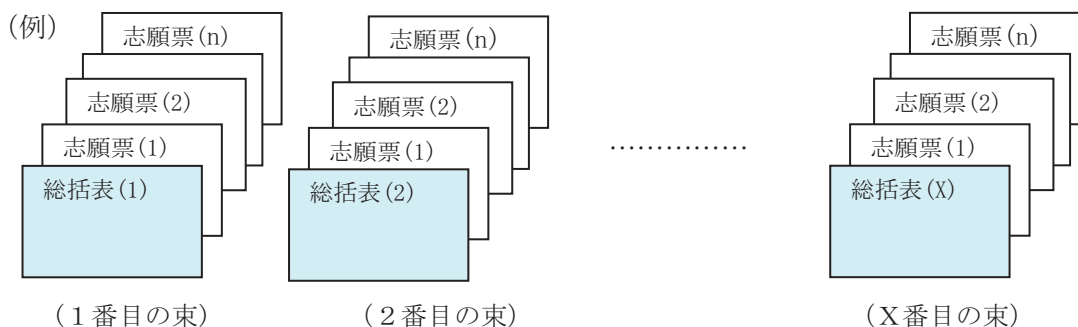 (例)
志願票(n)
志願票(2)
志願票(1)
総括表(1)
(1番目の束)
志願票(n)
志願票(2)
志願票(1)
総括表(2)
(2番目の束)
……………
志願票(n)
志願票(2)
志願票(1)
総括表(X)
(X番目の束)